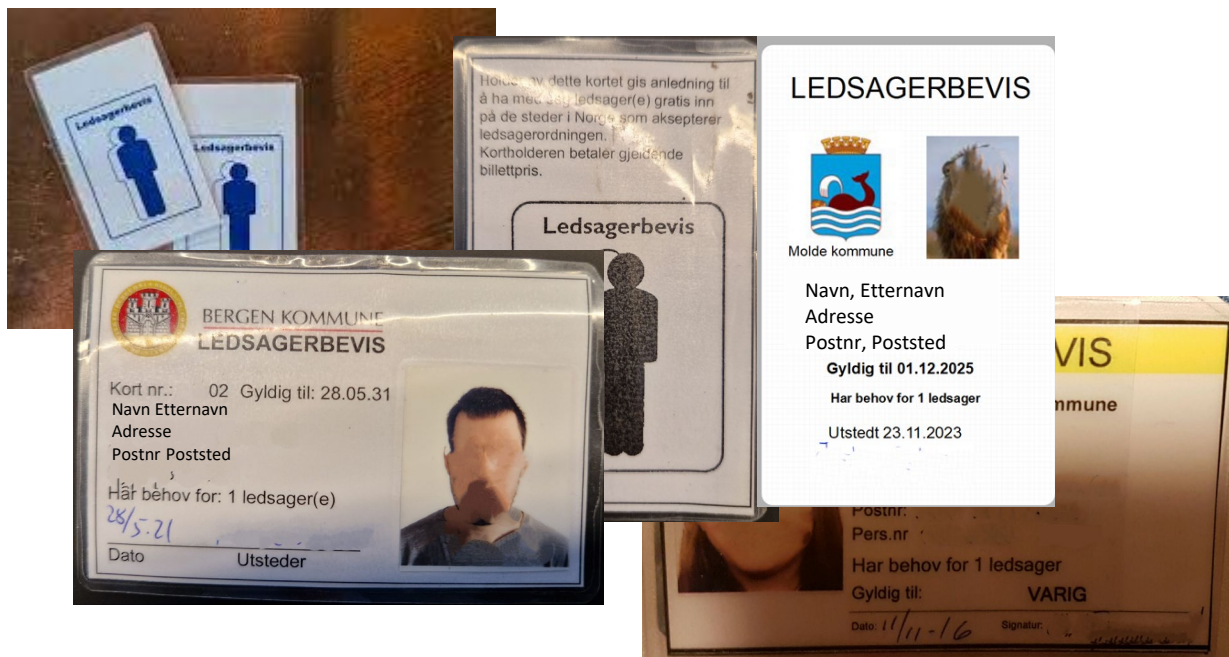 Ledsagerbevis
Ledsagerbevis
Holder av dette kortet gis anledning til
å ha med seg ledsager(e) gratis inn
på de steder i Norge som aksepterer
ledsagerordningen.
Kortholderen betaler gjeldende
billettpris.
Ledsagerbevis
LEDSAGERBEVIS
Molde kommune
Navn, Etternavn
Adresse
Postnr, Poststed
Gyldig til 01.12.2025
Har behov for 1 ledsager
Utstedt 23.11.2023
BERGEN KOMMUNE
LEDSAGERBEVIS
Kort nr.: 02 Gyldig til: 28.05.31
Navn Etternavn
Adresse
Postnr Poststed
Har behov for: 1 ledsager(e)
28/5.21
Dato Utsteder
VIS
mmune
Postnr:
Pers.nr
Har behov for 1 ledsager
Gyldig til: VARIG
Dato: 11/11-16 Signatur: